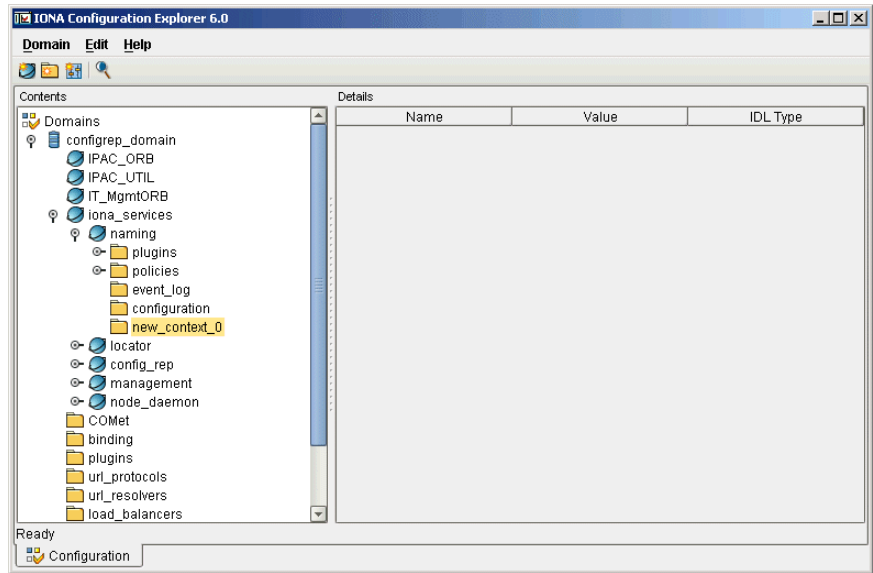 IONA Configuration Explorer 6.0
Domain Edit Help
Contents
Details
Domains
Name Value IDL Type
configrep_domain
IPAC_ORB
IPAC_UTIL
IT_MgmtORB
iona_services
naming
plugins
policies
event_log
configuration
new_context_0
locator
config_rep
management
node_daemon
COMet
binding
plugins
url_protocols
url_resolvers
load_balancers
Ready
Configuration